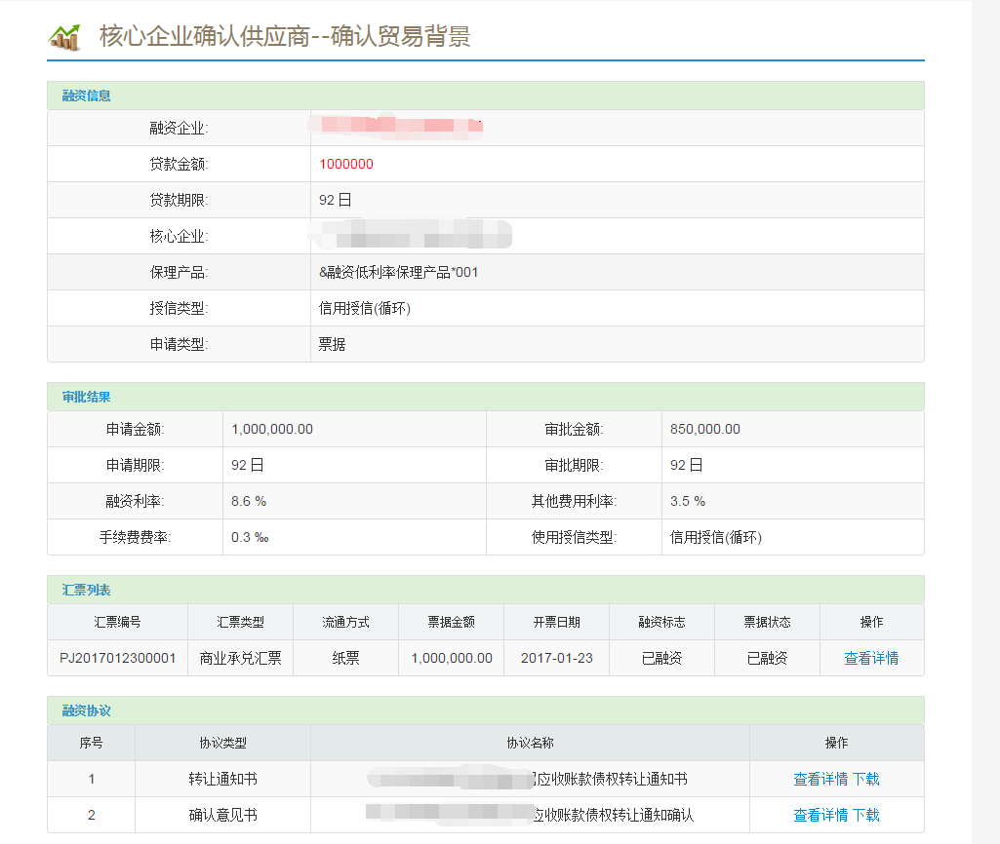 核心企业确认供应商--确认贸易背景
融资信息
融资企业:
贷款金额: 1000000
贷款期限: 92 日
核心企业:
保理产品: &融资低利率保理产品*001
授信类型: 信用授信(循环)
申请类型: 票据
审批结果
申请金额: 1,000,000.00 审批金额: 850,000.00
申请期限: 92 日 审批期限: 92 日
融资利率: 8.6 % 其他费用利率: 3.5 %
手续费费率: 0.3 ‰ 使用授信类型: 信用授信(循环)
汇票列表
汇票编号 汇票类型 流通方式 票据金额 开票日期 融资标志 票据状态 操作
PJ2017012300001 商业承兑汇票 纸票 1,000,000.00 2017-01-23 已融资 已融资 查看详情
融资协议
序号 协议类型 协议名称 操作
1 转让通知书 应收账款债权转让通知书 查看详情 下载
2 确认意见书 应收账款债权转让通知确认 查看详情 下载